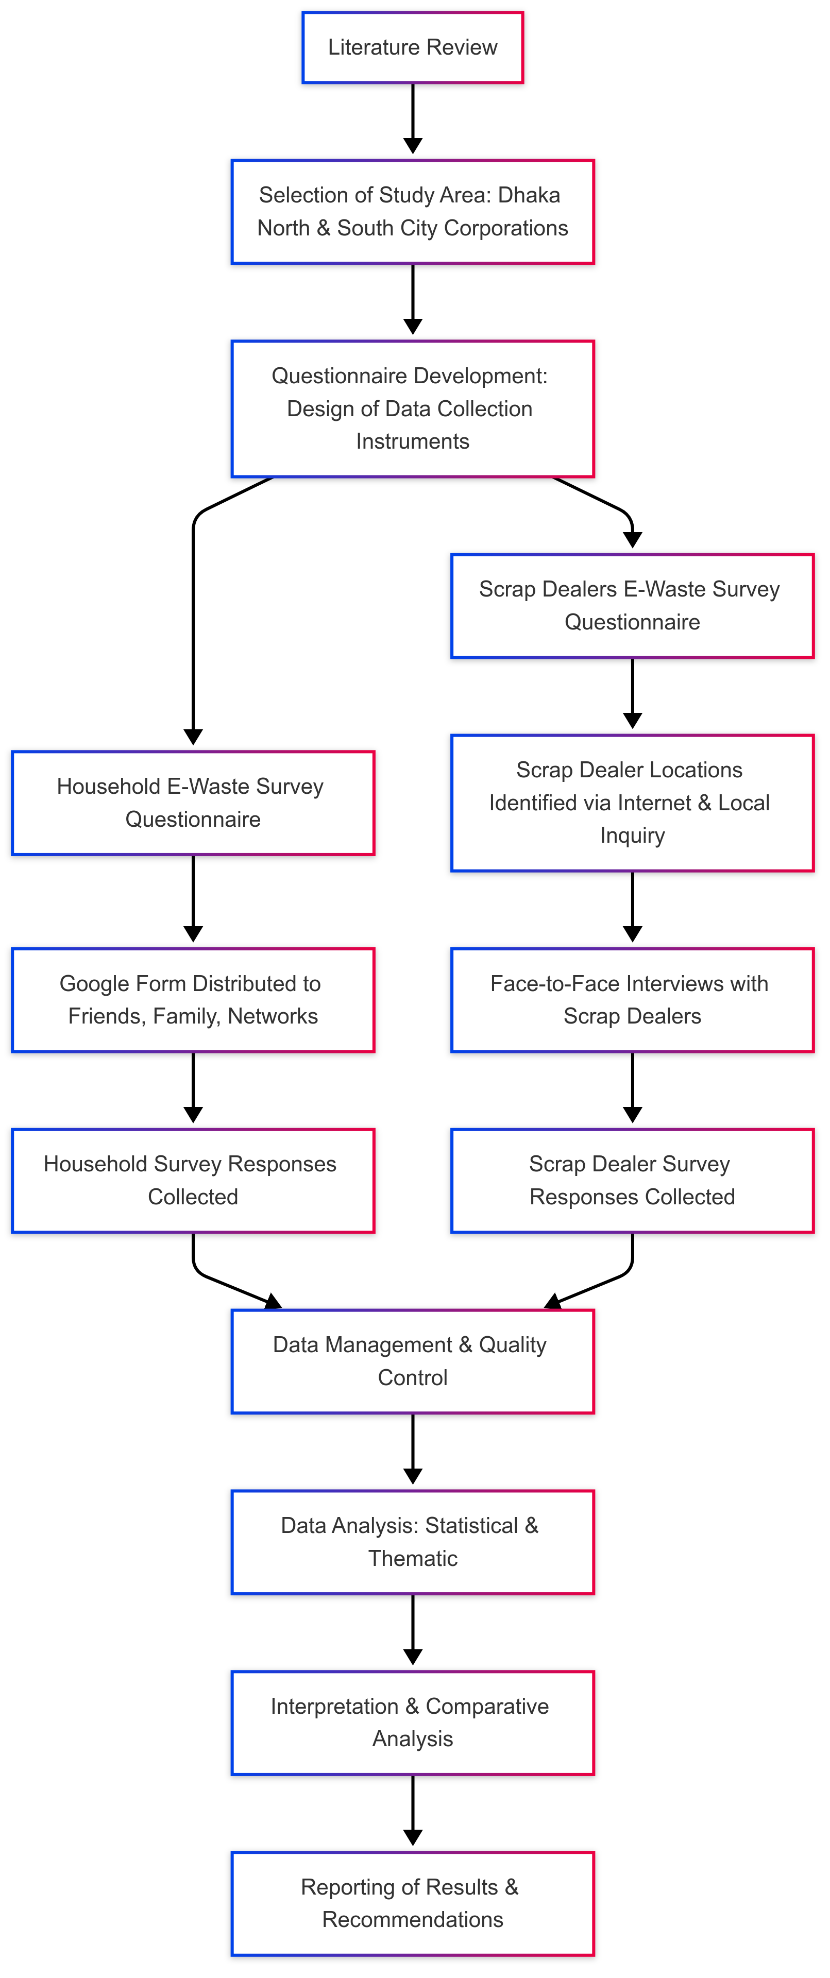 Literature Review
Selection of Study Area: Dhaka
North & South City Corporations
Questionnaire Development:
Design of Data Collection
Instruments
Scrap Dealers E-Waste Survey
Questionnaire
Scrap Dealer Locations
Identified via Internet & Local
Inquiry
Household E-Waste Survey
Questionnaire
Google Form Distributed to
Friends, Family, Networks
Face-to-Face Interviews with
Scrap Dealers
Household Survey Responses
Collected
Scrap Dealer Survey
Responses Collected
Data Management & Quality
Control
Data Analysis: Statistical &
Thematic
Interpretation & Comparative
Analysis
Reporting of Results &
Recommendations